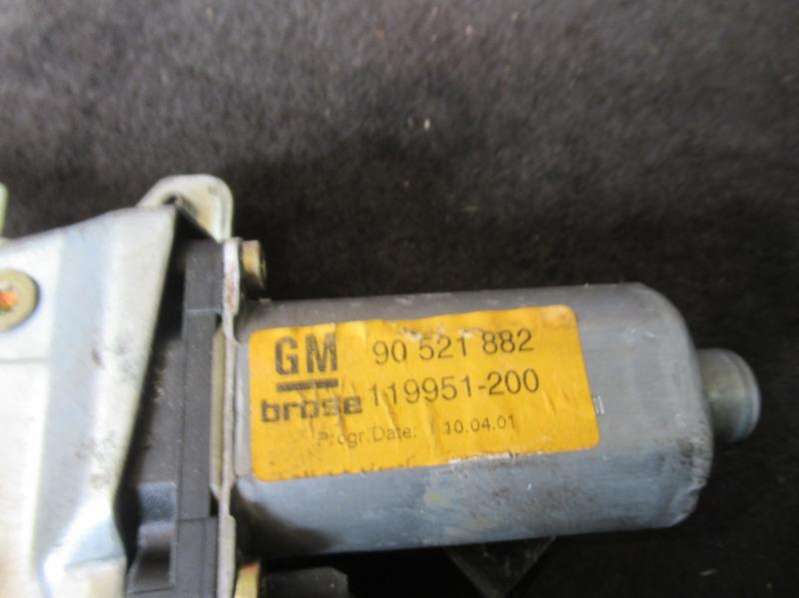 GM 90 521 882
brose 119951-200
Progr.Date: 10.04.01